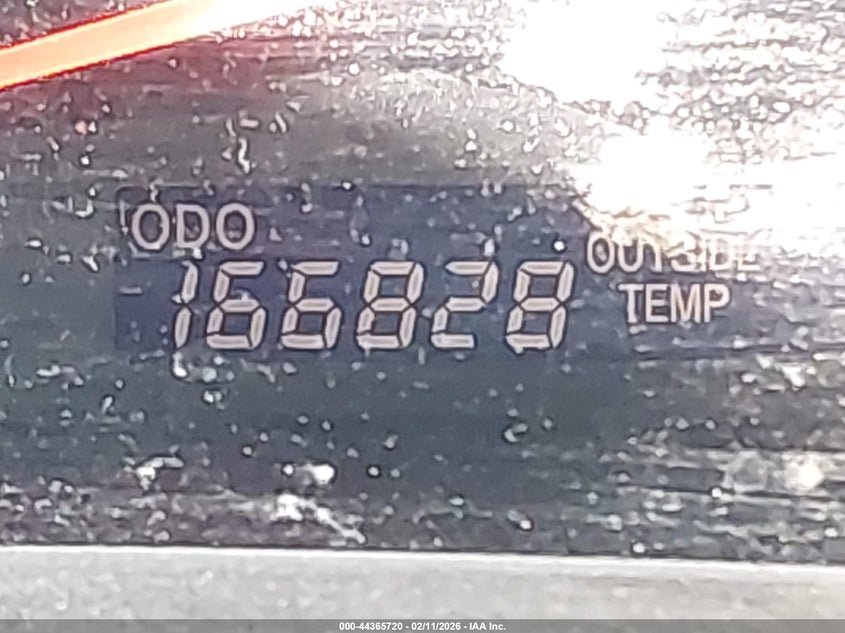 ODO
166828
OUTSIDE
TEMP
000-44365720 - 02/11/2026 - IAA Inc.